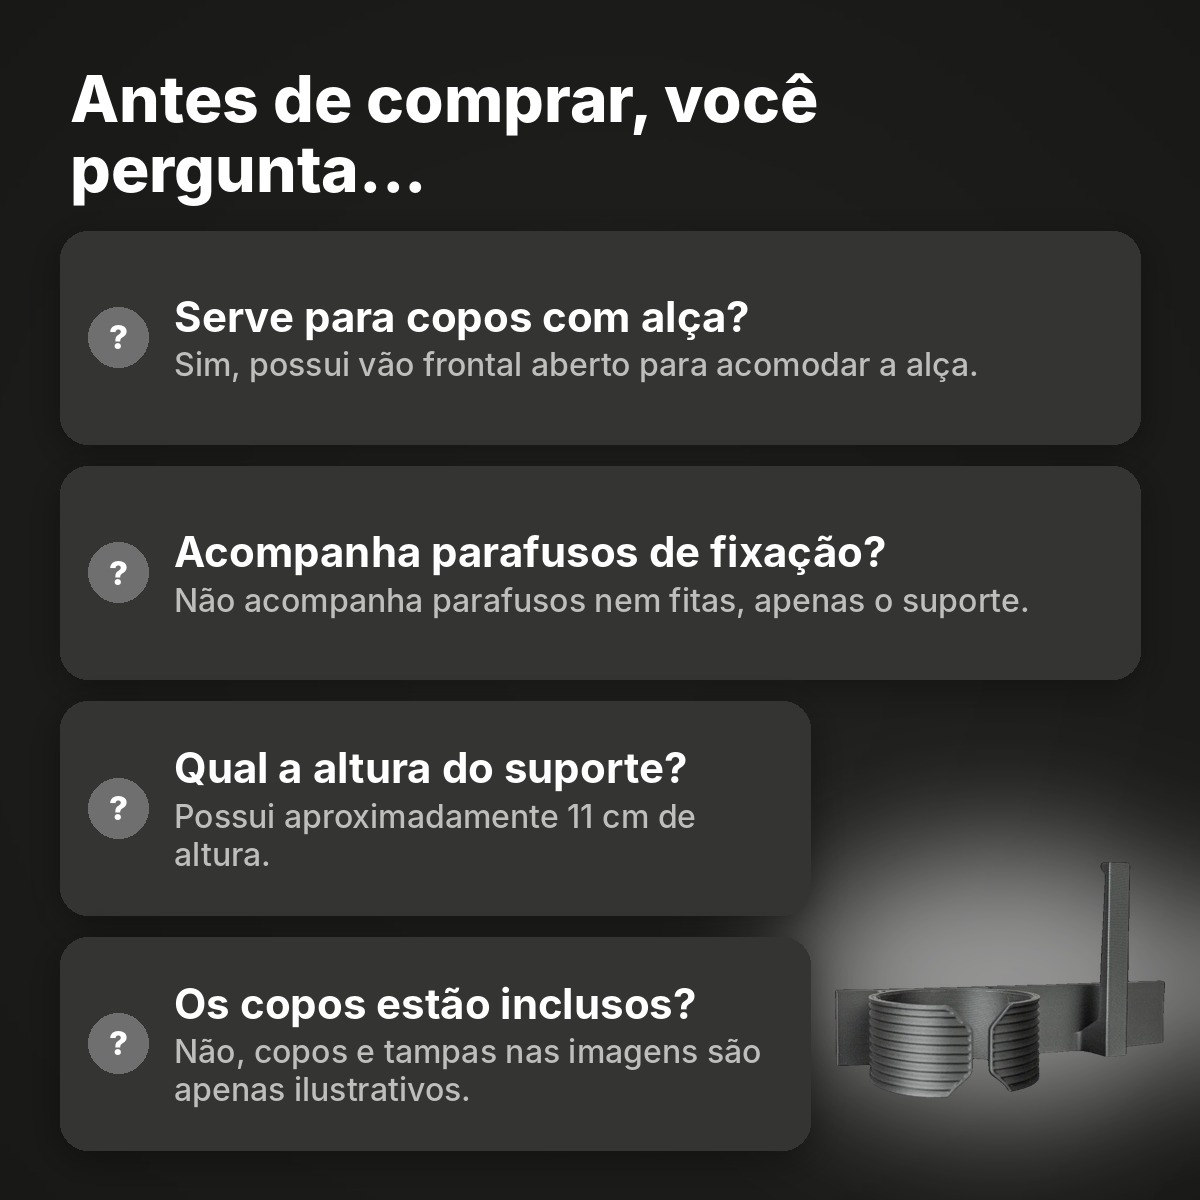 Antes de comprar, você
pergunta...
?
Serve para copos com alça?
Sim, possui vão frontal aberto para acomodar a alça.
?
Acompanha parafusos de fixação?
Não acompanha parafusos nem fitas, apenas o suporte.
?
Qual a altura do suporte?
Possui aproximadamente 11 cm de
altura.
?
Os copos estão inclusos?
Não, copos e tampas nas imagens são
apenas ilustrativos.